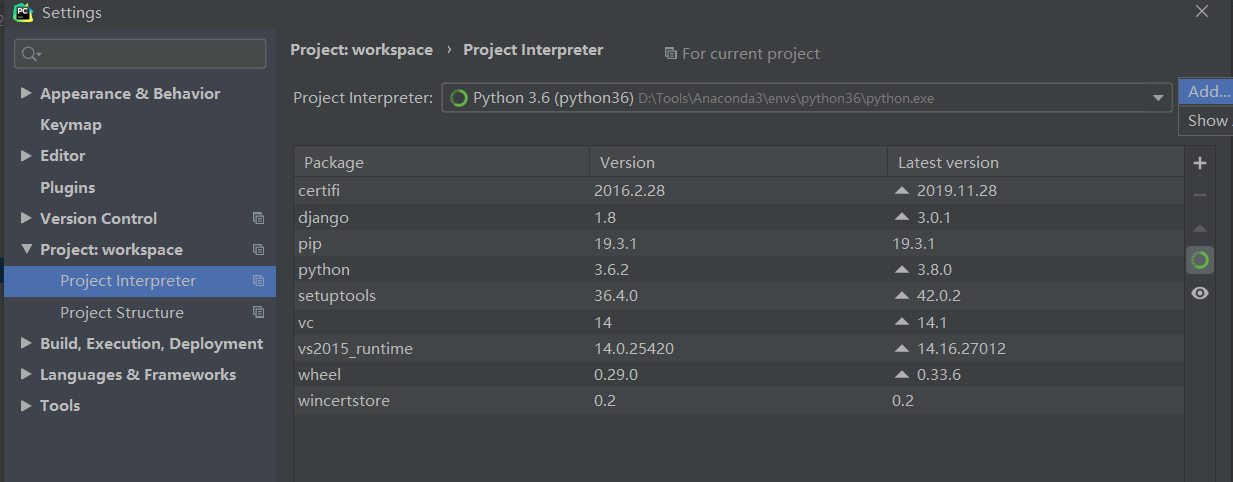 PC Settings
Project: workspace › Project Interpreter For current project
Appearance & Behavior
Keymap
Editor
Plugins
Version Control
Project: workspace
Project Interpreter
Project Structure
Build, Execution, Deployment
Languages & Frameworks
Tools
Project Interpreter: Python 3.6 (python36) D:\Tools\Anaconda3\envs\python36\python.exe
Add...
Show
Package Version Latest version
certifi 2016.2.28 2019.11.28
django 1.8 3.0.1
pip 19.3.1 19.3.1
python 3.6.2 3.8.0
setuptools 36.4.0 42.0.2
vc 14 14.1
vs2015_runtime 14.0.25420 14.16.27012
wheel 0.29.0 0.33.6
wincertstore 0.2 0.2